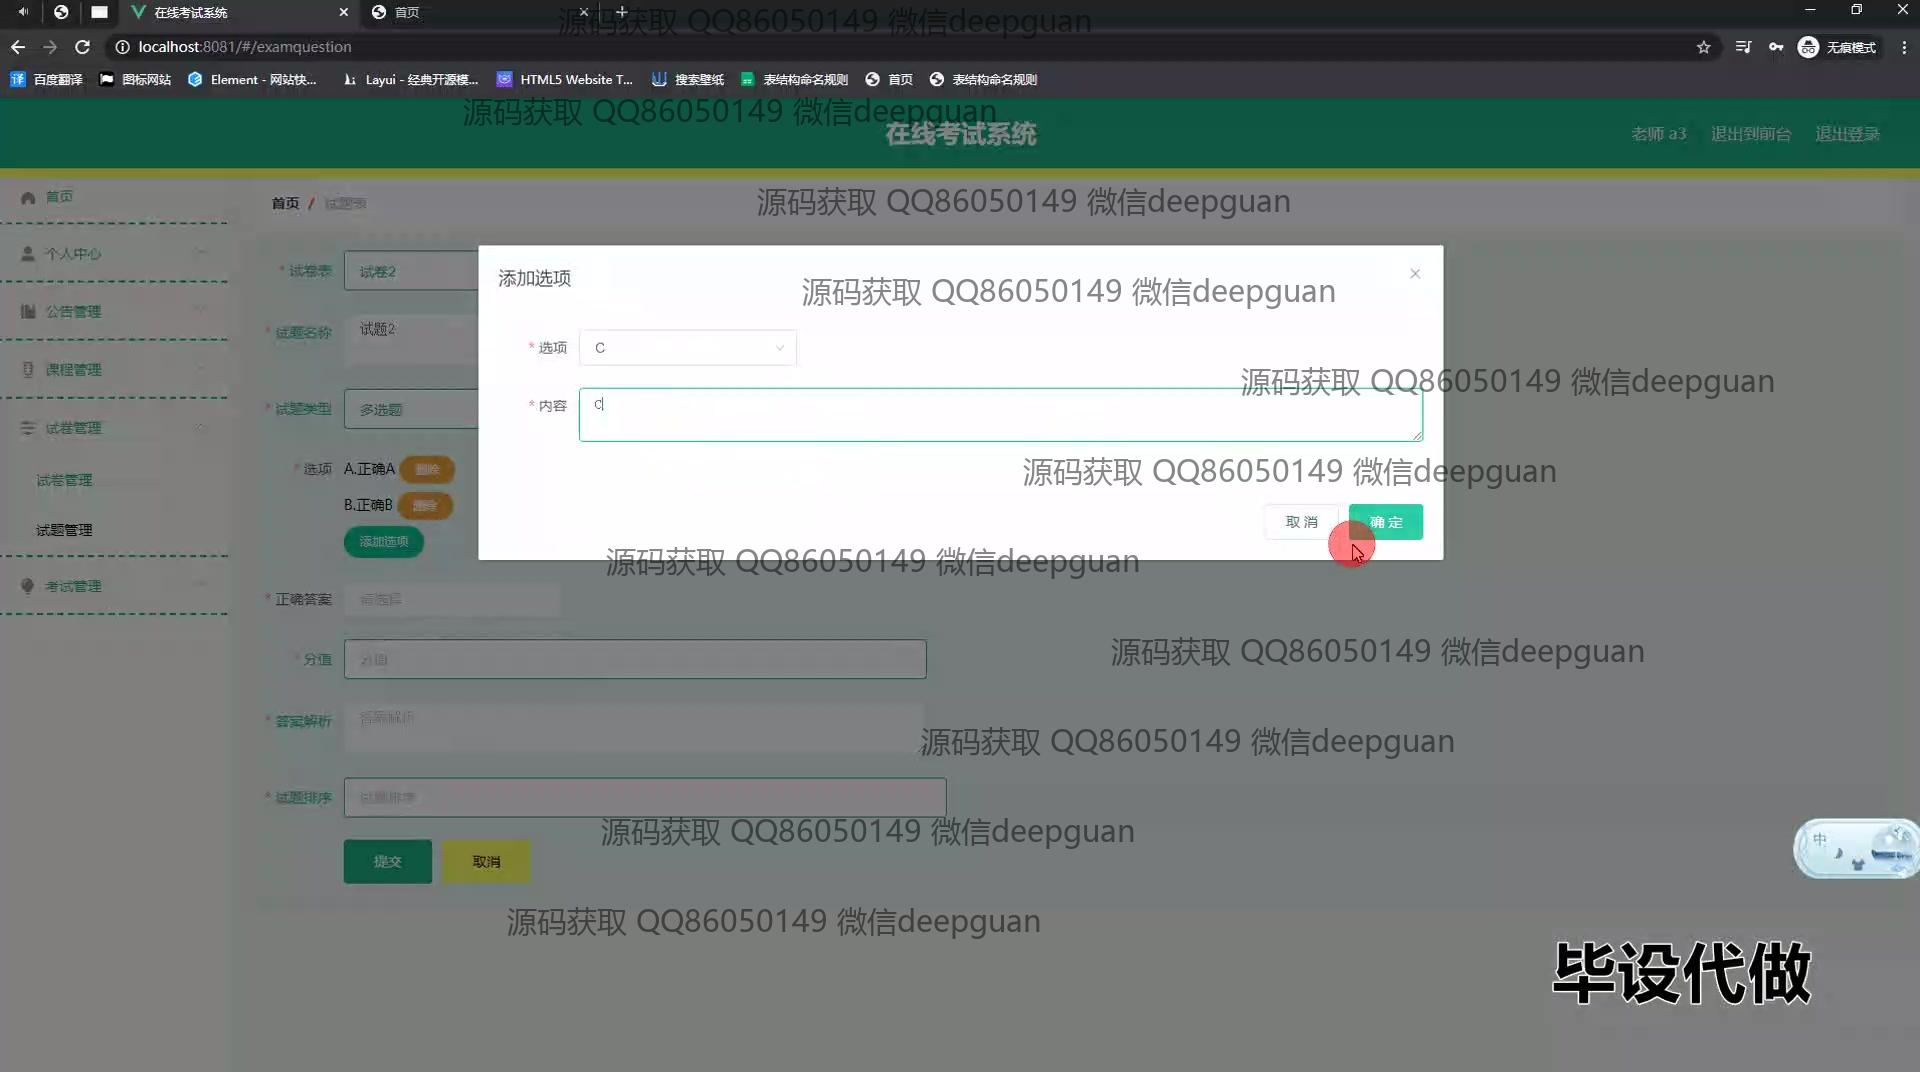 在线考试系统
首页
localhost:8081/#/examquestion
无痕模式
百度翻译
图标网站
Element - 网站快...
Layui - 经典开源模...
HTML5 Website T...
搜索壁纸
表结构命名规则
首页
表结构命名规则
源码获取 QQ86050149 微信deepguan
源码获取 QQ86050149 微信deepguan
在线考试系统
老师 a3
退出到前台
退出登录
首页
个人中心
公告管理
课程管理
试卷管理
试卷管理
试题管理
考试管理
首页 / 试题表
源码获取 QQ86050149 微信deepguan
* 试卷表 试卷2
* 试题名称 试题2
* 试题类型 多选题
* 选项 A.正确A 删除
B.正确B 删除
添加选项
添加选项
源码获取 QQ86050149 微信deepguan
* 选项 C
源码获取 QQ86050149 微信deepguan
* 内容 C
源码获取 QQ86050149 微信deepguan
取 消
确 定
源码获取 QQ86050149 微信deepguan
* 正确答案 请选择
* 分值 分值
源码获取 QQ86050149 微信deepguan
* 答案解析 答案解析
源码获取 QQ86050149 微信deepguan
* 试题排序 试题排序
源码获取 QQ86050149 微信deepguan
中
提交
取消
源码获取 QQ86050149 微信deepguan
毕设代做